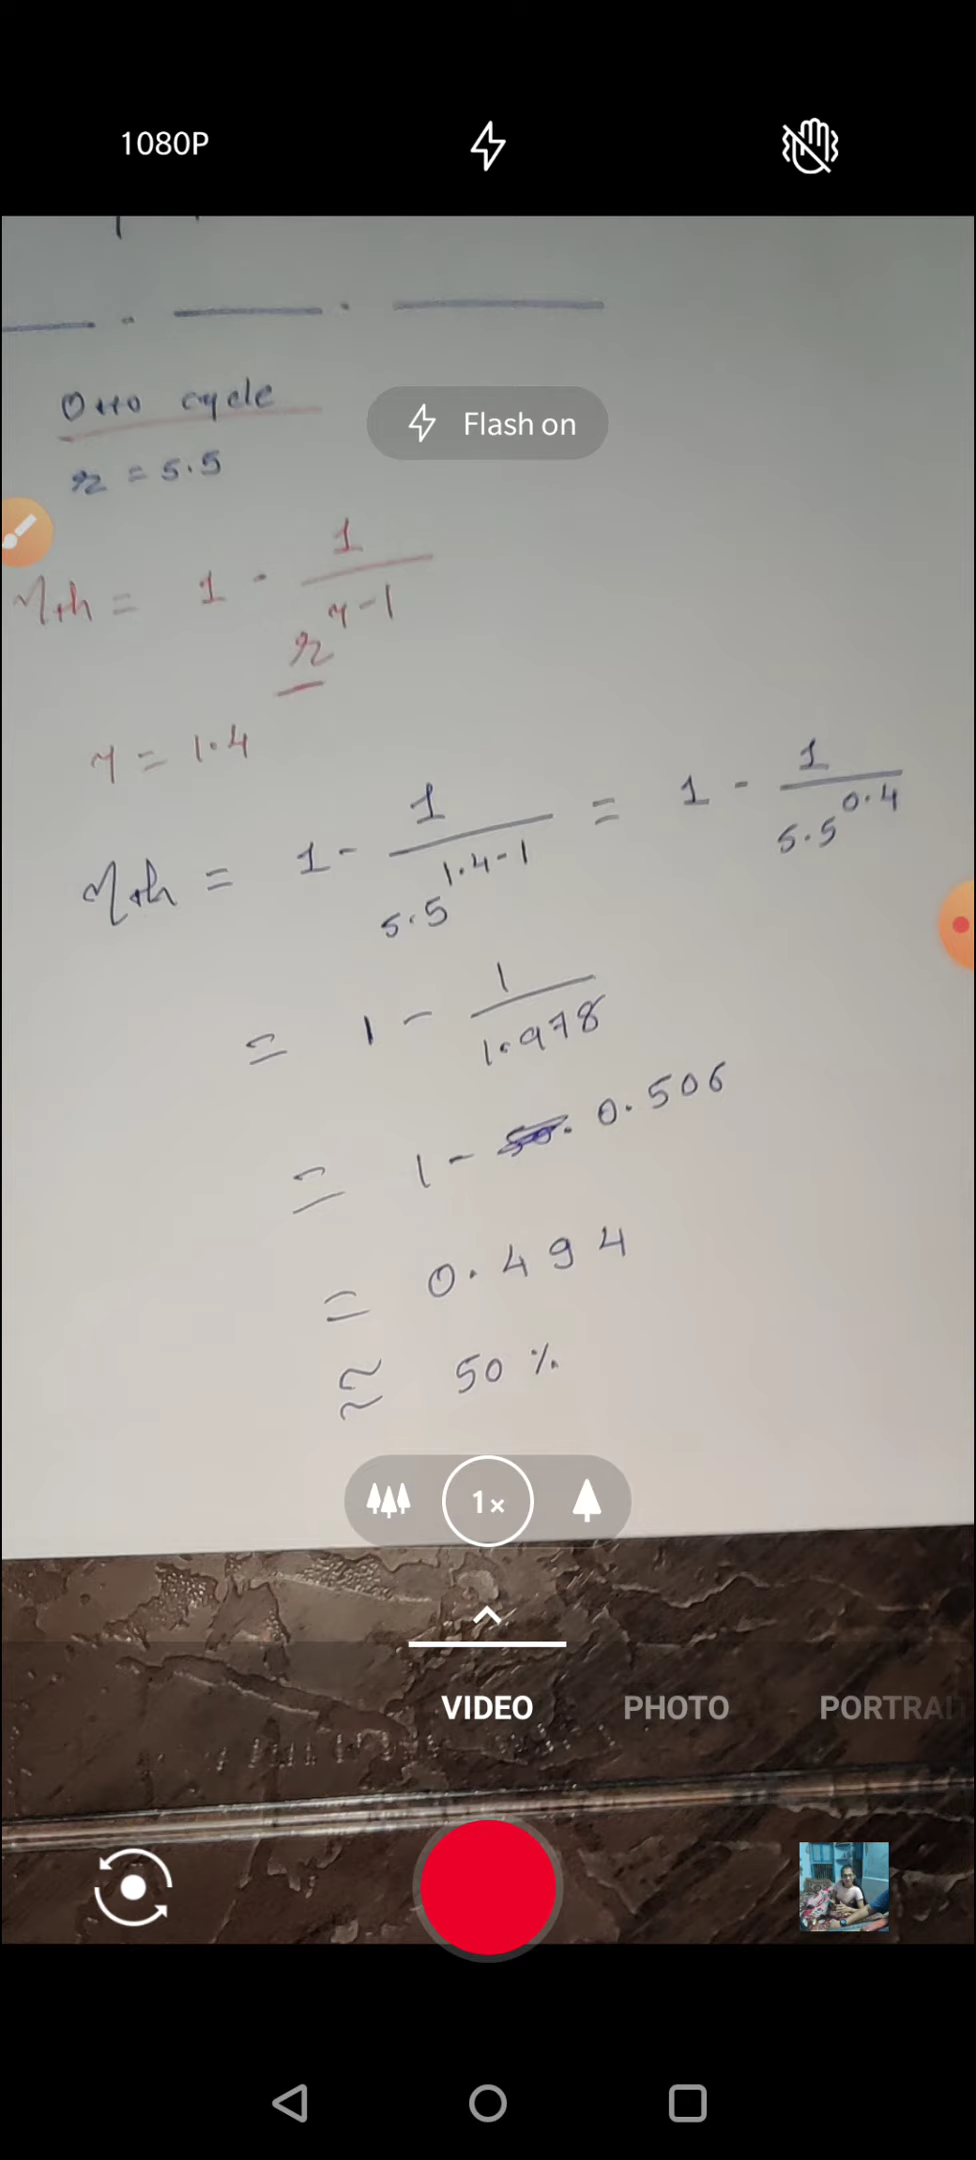 1080P
Otto cycle
Flash on
r = 5.5
ηth = 1 - 1/r^γ-1
γ = 1.4
ηth = 1 - 1/5.5^1.4-1 = 1 - 1/5.5^0.4
= 1 - 1/1.978
= 1 - 0.506
= 0.494
≈ 50 %
1×
VIDEO PHOTO PORTRAI